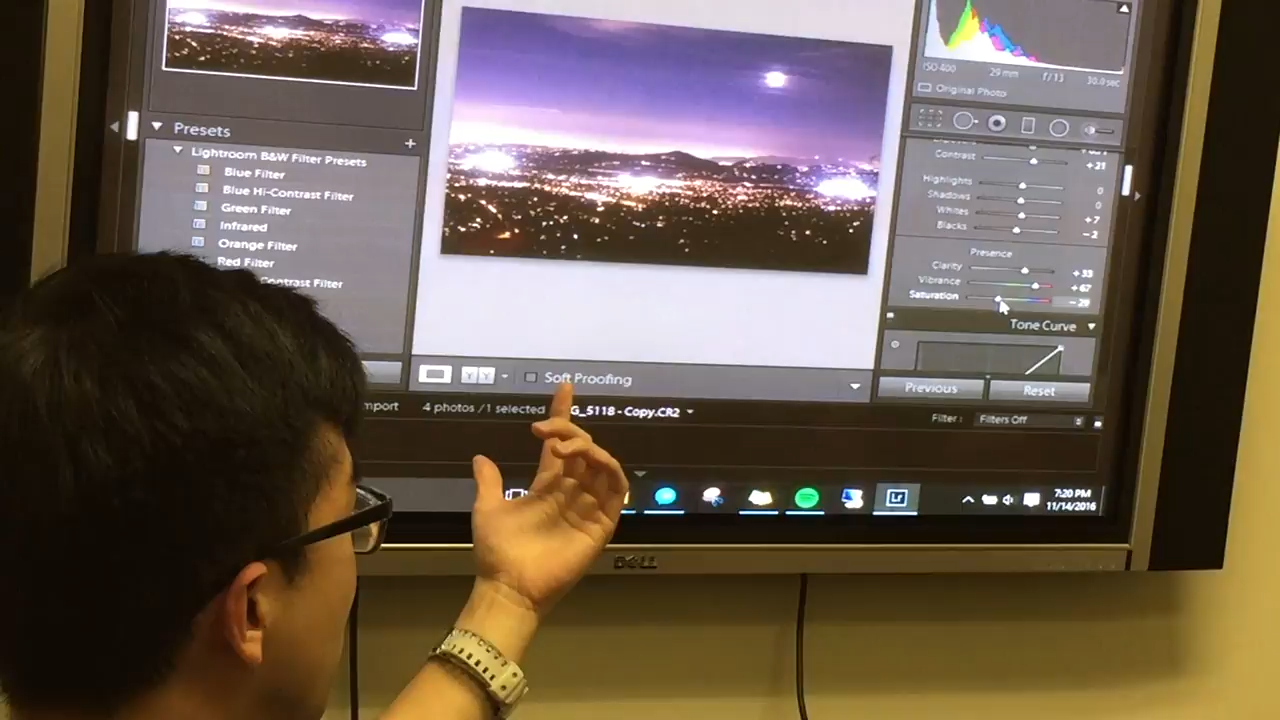 ISO 400 29 mm f/13 30.0 sec
Original Photo
Presets +
Lightroom B&W Filter Presets
Blue Filter
Blue Hi-Contrast Filter
Green Filter
Infrared
Orange Filter
Red Filter
Contrast Filter
Contrast +21
Highlights 0
Shadows 0
Whites +7
Blacks -2
Presence
Clarity +33
Vibrance +67
Saturation -29
Tone Curve
Y Y Soft Proofing
Previous Reset
mport 4 photos /1 selected G_5118 - Copy.CR2 Filter: Filters Off
Lr
7:20 PM
11/14/2016
DELL